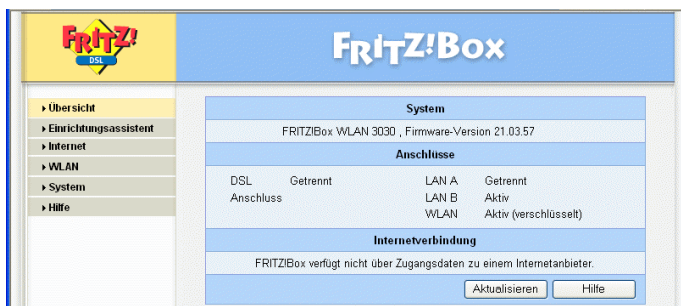 FRITZ!
DSL
FRITZ!BOX
Übersicht
Einrichtungsassistent
Internet
WLAN
System
Hilfe
System
FRITZ!Box WLAN 3030 , Firmware-Version 21.03.57
Anschlüsse
DSL Getrennt LAN A Getrennt
Anschluss LAN B Aktiv
WLAN Aktiv (verschlüsselt)
Internetverbindung
FRITZ!Box verfügt nicht über Zugangsdaten zu einem Internetanbieter.
Aktualisieren Hilfe